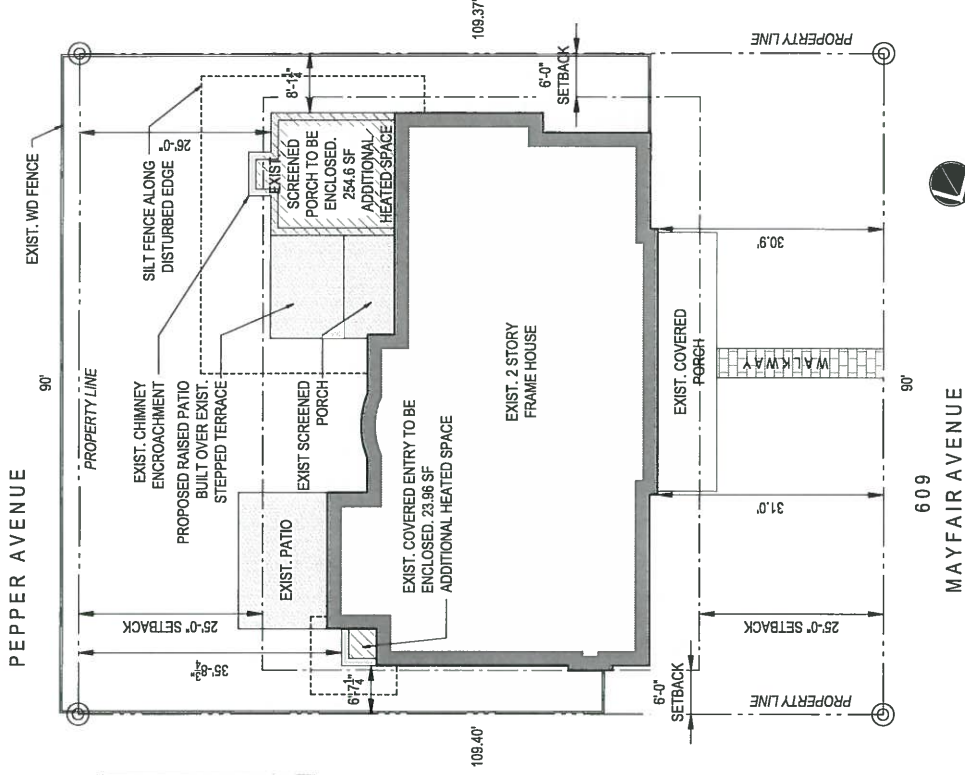 PEPPER AVENUE
90'
PROPERTY LINE
EXIST. WD FENCE
SILT FENCE ALONG
DISTURBED EDGE
EXIST. CHIMNEY
ENCROACHMENT
PROPOSED RAISED PATIO
BUILT OVER EXIST.
STEPPED TERRACE
EXIST SCREENED
PORCH
EXIST. PATIO
EXIST.
SCREENED
PORCH TO BE
ENCLOSED.
254.6 SF
ADDITIONAL
HEATED SPACE
26'-0"
8'-1¼"
109.37'
6'-0"
SETBACK
PROPERTY LINE
25'-0" SETBACK
35'-8¾"
6'-7¼"
109.40'
EXIST. COVERED ENTRY TO BE
ENCLOSED. 23.96 SF
ADDITIONAL HEATED SPACE
EXIST. 2 STORY
FRAME HOUSE
EXIST. COVERED
PORCH
WALKWAY
30.9'
31.0'
25'-0" SETBACK
6'-0"
SETBACK
PROPERTY LINE
90'
609
MAYFAIR AVENUE